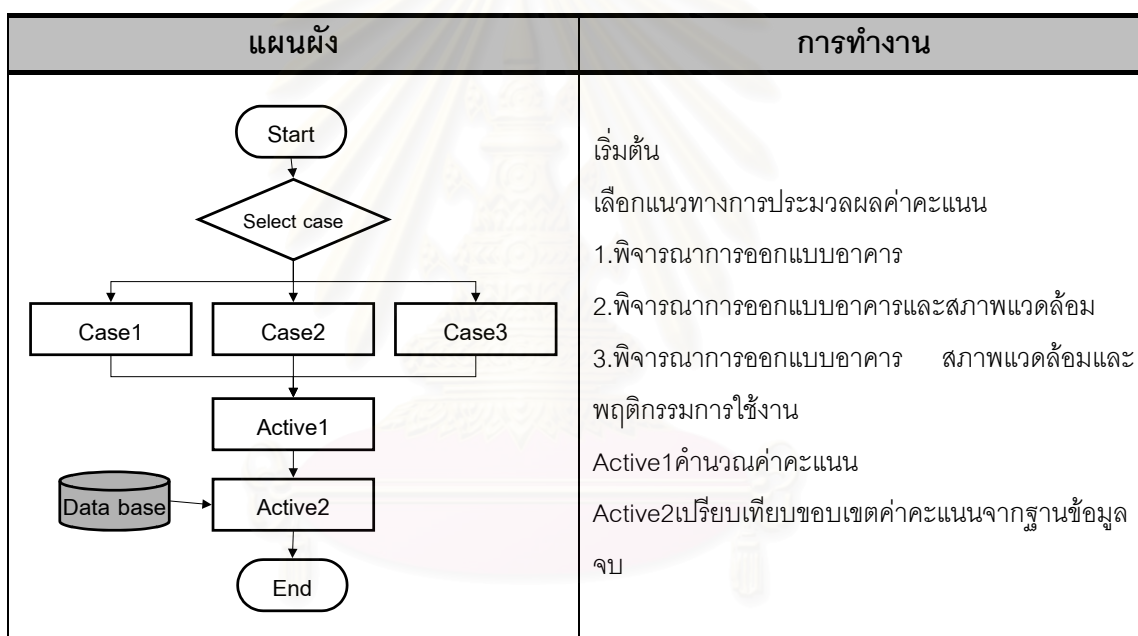 แผนผัง
การทำงาน
Start
Select case
Case1
Case2
Case3
Active1
Data base
Active2
End
เริ่มต้น
เลือกแนวทางการประมวลผลค่าคะแนน
1.พิจารณาการออกแบบอาคาร
2.พิจารณาการออกแบบอาคารและสภาพแวดล้อม
3.พิจารณาการออกแบบอาคาร สภาพแวดล้อมและ
พฤติกรรมการใช้งาน
Active1คำนวณค่าคะแนน
Active2เปรียบเทียบขอบเขตค่าคะแนนจากฐานข้อมูล
จบ